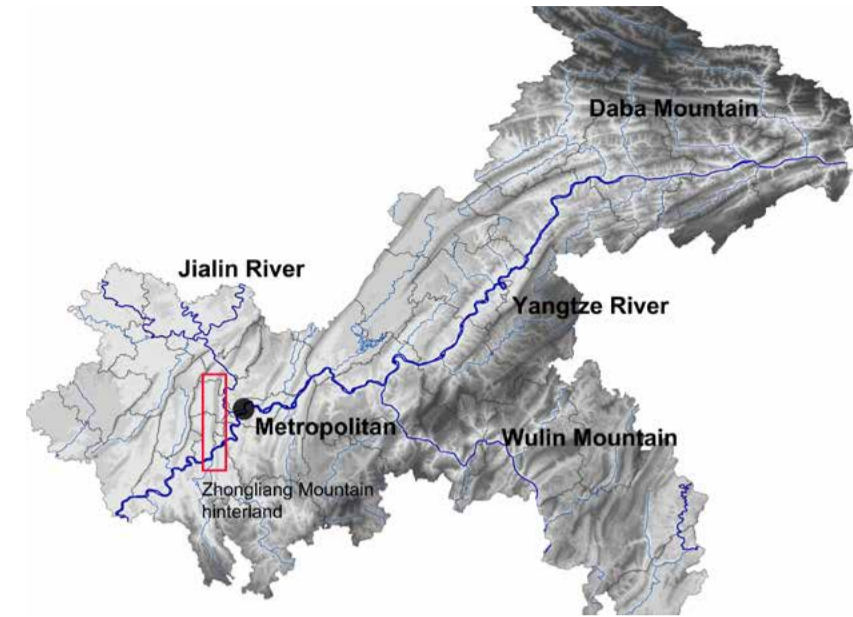 Daba Mountain
Jialin River
Yangtze River
Metropolitan
Wulin Mountain
Zhongliang Mountain
hinterland